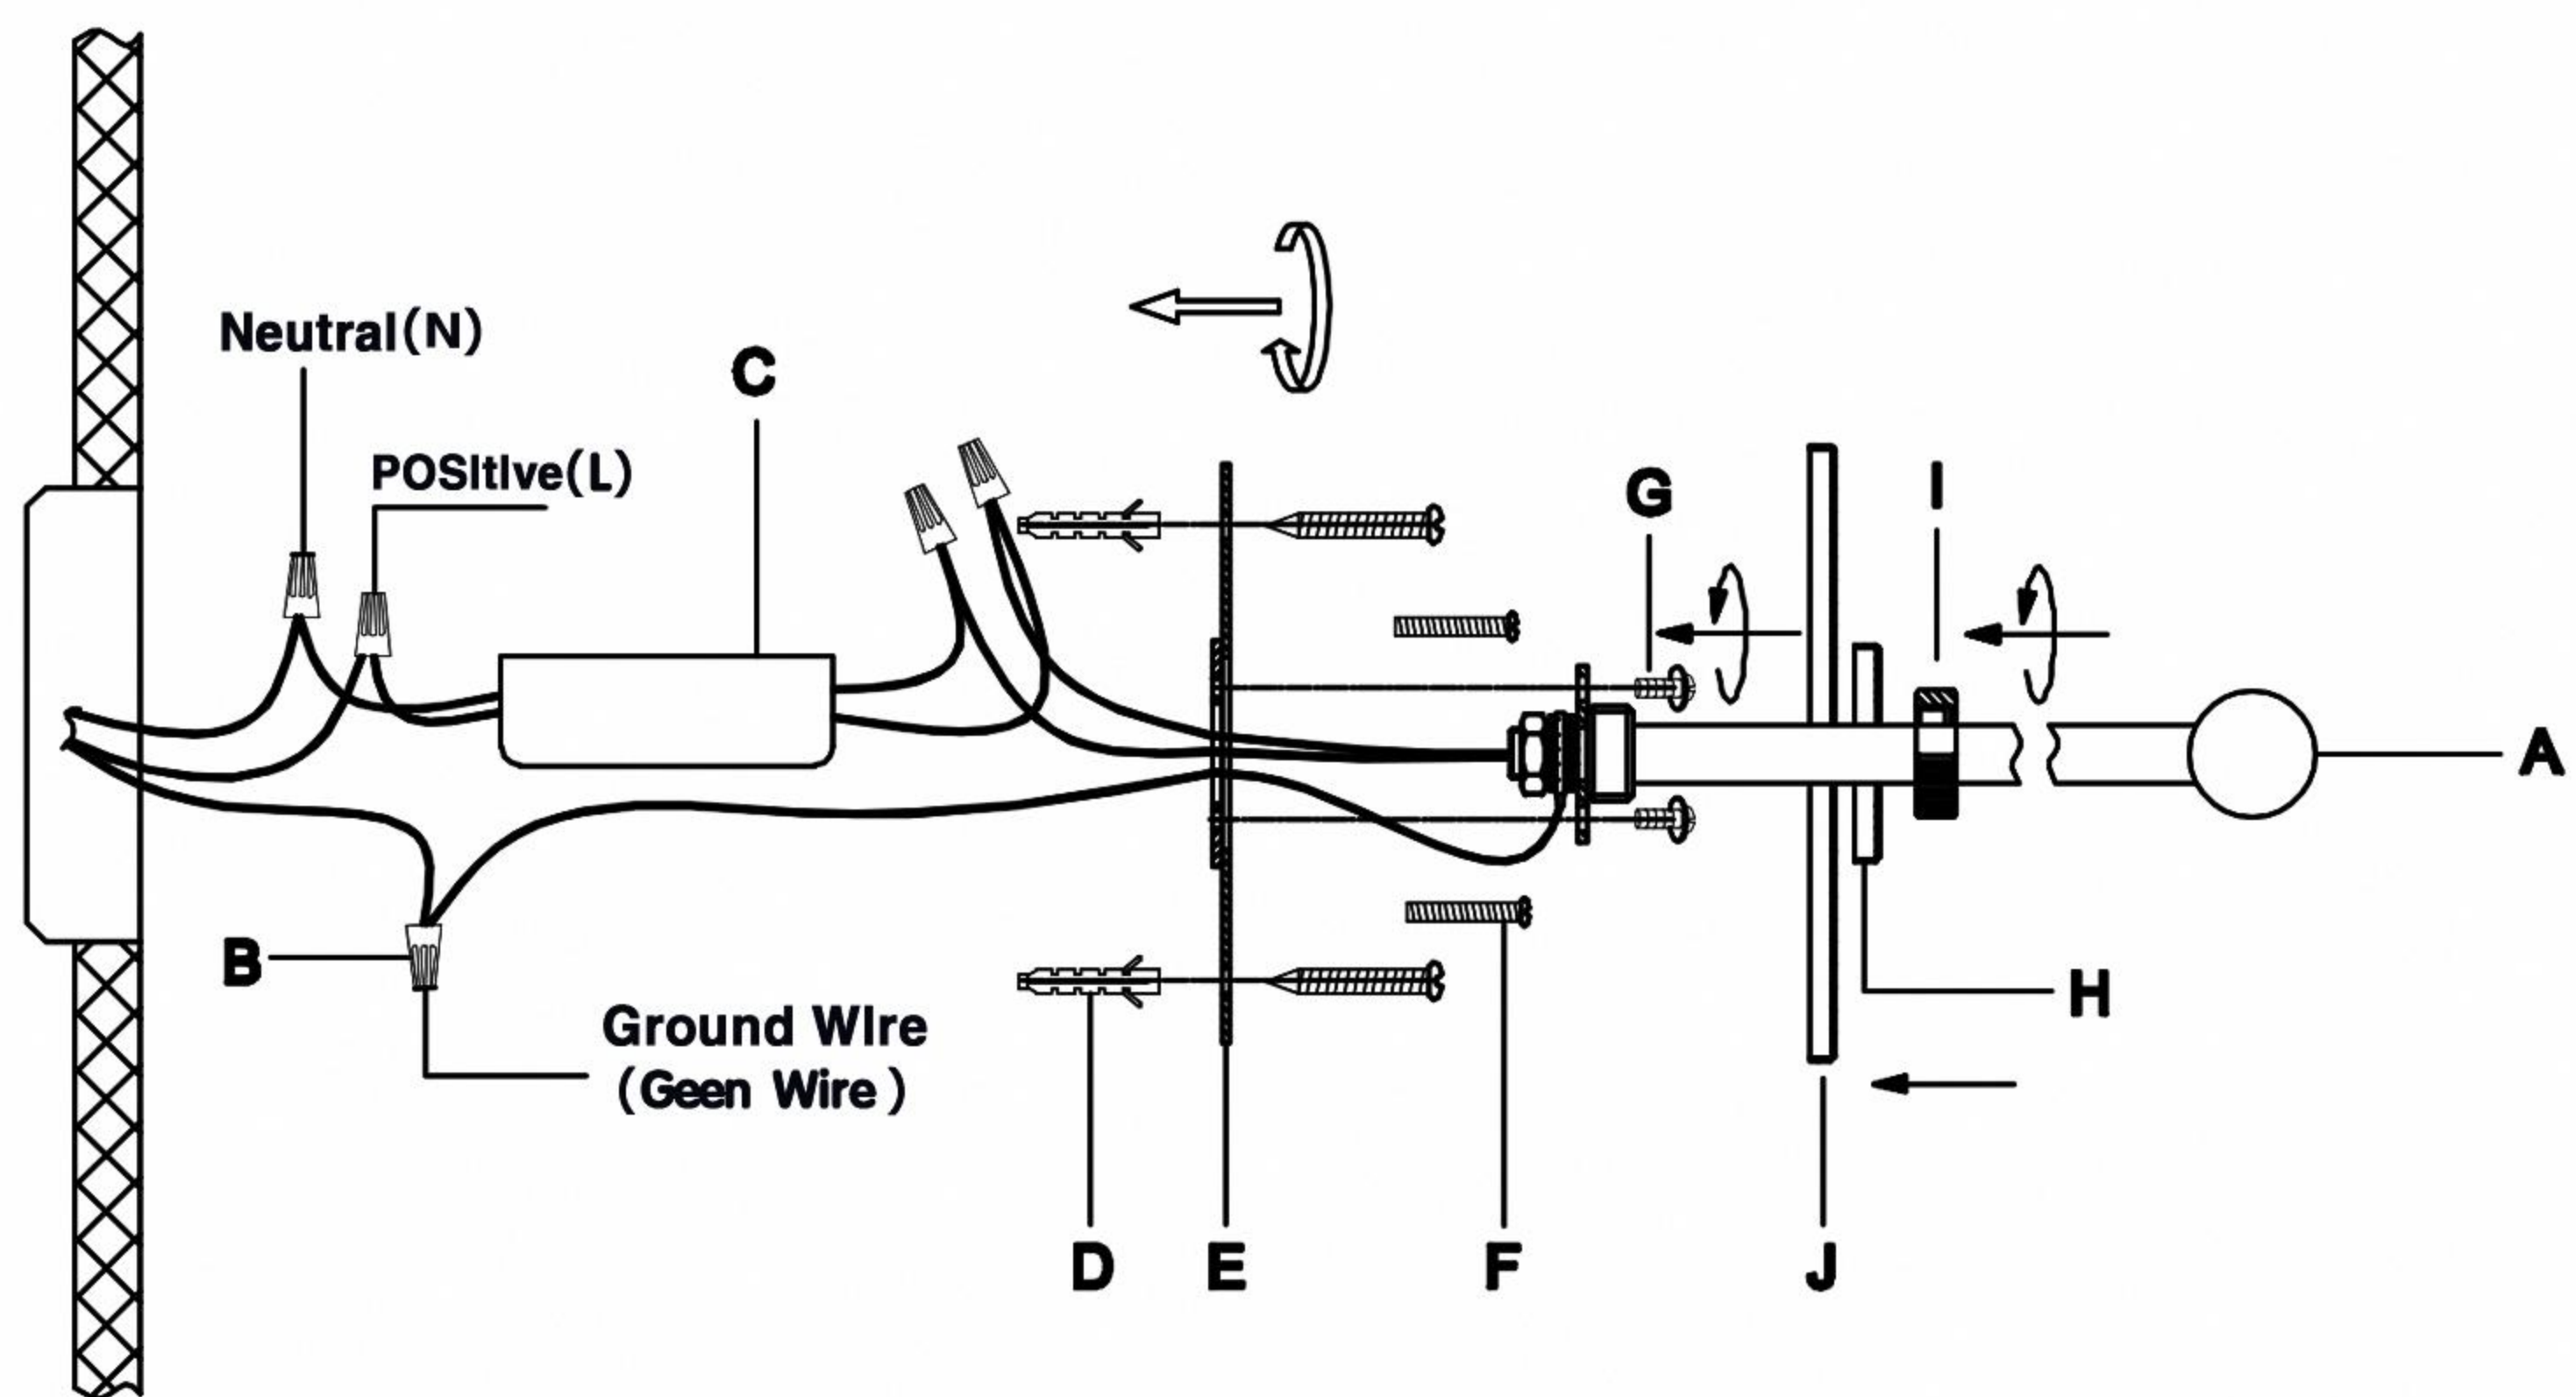 Neutral(N)
C
POSItIve(L)
G
I
A
B
H
Ground WIre
(Geen Wire)
D
E
F
J